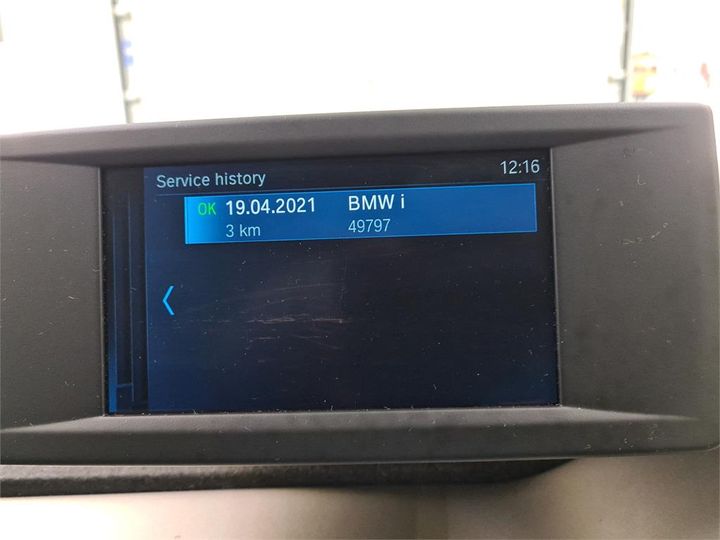 Service history 12:16
OK 19.04.2021 BMW i
3 km 49797